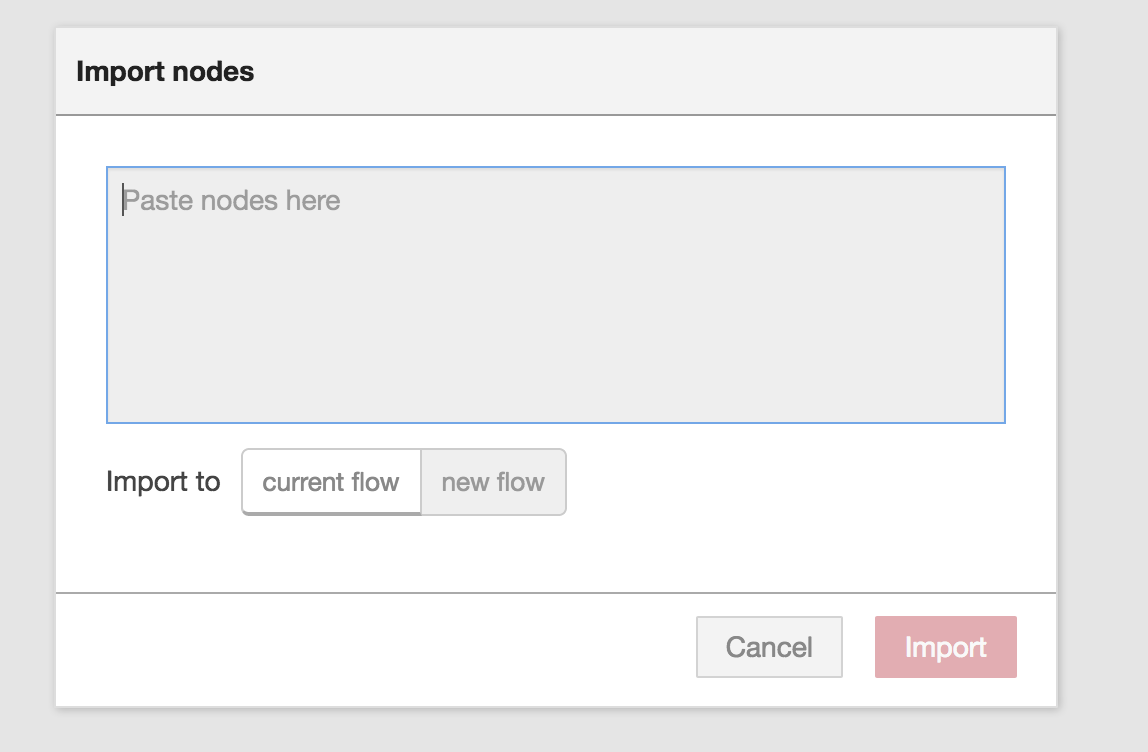 Import nodes
Paste nodes here
Import to current flow new flow
Cancel Import